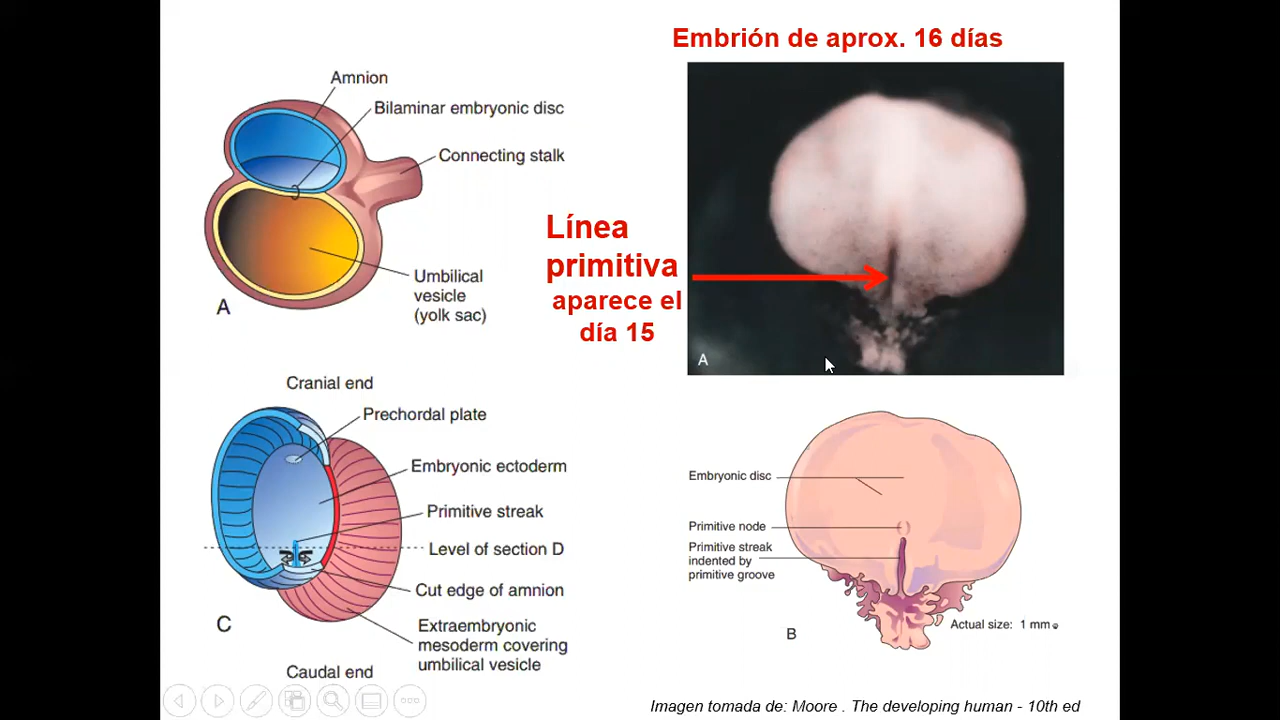 Embrión de aprox. 16 días
Amnion
Bilaminar embryonic disc
Connecting stalk
Umbilical
vesicle
(yolk sac)
A
Línea
primitiva
aparece el
día 15
A
Cranial end
Prechordal plate
Embryonic ectoderm
Primitive streak
Level of section D
Cut edge of amnion
Extraembryonic
mesoderm covering
umbilical vesicle
C
Caudal end
Embryonic disc
Primitive node
Primitive streak
indented by
primitive groove
Actual size: 1 mm
B
Imagen tomada de: Moore . The developing human - 10th ed